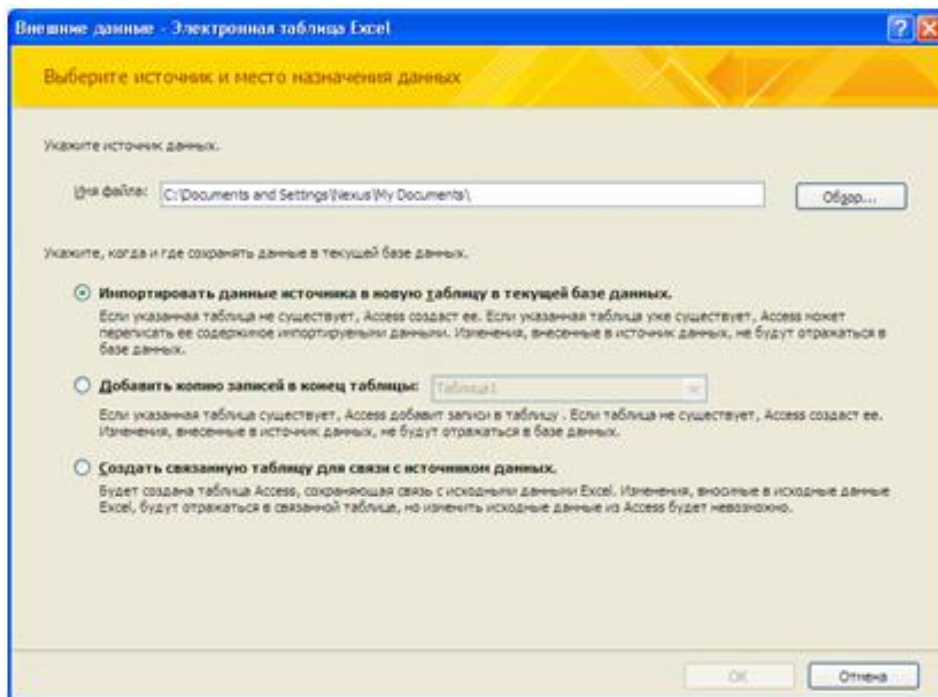 Внешние данные - Электронная таблица Excel
Выберите источник и место назначения данных
Укажите источник данных.
Имя файла: C:\Documents and Settings\Nexus\My Documents\ Обзор...
Укажите, когда и где сохранять данные в текущей базе данных.
Импортировать данные источника в новую таблицу в текущей базе данных.
Если указанная таблица не существует, Access создаст ее. Если указанная таблица уже существует, Access может
переписать ее содержимое импортируемыми данными. Изменения, внесенные в источник данных, не будут отражаться в
базе данных.
Добавить копию записей в конец таблицы: Таблица1
Если указанная таблица существует, Access добавит записи в таблицу . Если таблица не существует, Access создаст ее.
Изменения, внесенные в источник данных, не будут отражаться в базе данных.
Создать связанную таблицу для связи с источником данных.
Будет создана таблица Access, сохраняющая связь с исходными данными Excel. Изменения, вносимые в исходные данные
Excel, будут отражаться в связанной таблице, но изменить исходные данные из Access будет невозможно.
ОК Отмена